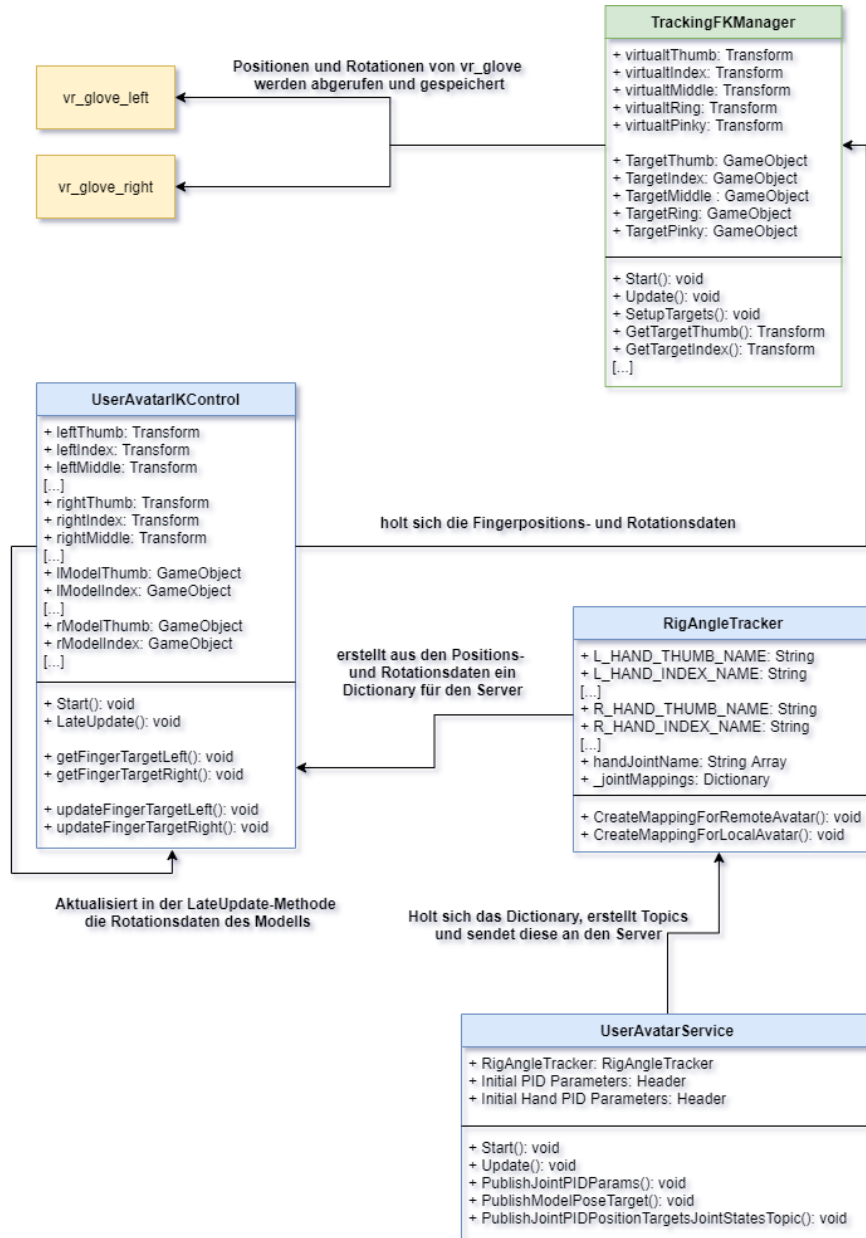 TrackingFKManager
+ virtualtThumb: Transform
+ virtualtIndex: Transform
+ virtualtMiddle: Transform
+ virtualtRing: Transform
+ virtualtPinky: Transform
+ TargetThumb: GameObject
+ TargetIndex: GameObject
+ TargetMiddle : GameObject
+ TargetRing: GameObject
+ TargetPinky: GameObject
+ Start(): void
+ Update(): void
+ SetupTargets(): void
+ GetTargetThumb(): Transform
+ GetTargetIndex(): Transform
[...]
Positionen und Rotationen von vr_glove
werden abgerufen und gespeichert
vr_glove_left
vr_glove_right
UserAvatarIKControl
+ leftThumb: Transform
+ leftIndex: Transform
+ leftMiddle: Transform
[...]
+ rightThumb: Transform
+ rightIndex: Transform
+ rightMiddle: Transform
[...]
+ lModelThumb: GameObject
+ lModelIndex: GameObject
[...]
+ rModelThumb: GameObject
+ rModelIndex: GameObject
[...]
+ Start(): void
+ LateUpdate(): void
+ getFingerTargetLeft(): void
+ getFingerTargetRight(): void
+ updateFingerTargetLeft(): void
+ updateFingerTargetRight(): void
holt sich die Fingerpositions- und Rotationsdaten
erstellt aus den Positions-
und Rotationsdaten ein
Dictionary für den Server
RigAngleTracker
+ L_HAND_THUMB_NAME: String
+ L_HAND_INDEX_NAME: String
[...]
+ R_HAND_THUMB_NAME: String
+ R_HAND_INDEX_NAME: String
[...]
+ handJointName: String Array
+ _jointMappings: Dictionary
+ CreateMappingForRemoteAvatar(): void
+ CreateMappingForLocalAvatar(): void
Aktualisiert in der LateUpdate-Methode
die Rotationsdaten des Modells
Holt sich das Dictionary, erstellt Topics
und sendet diese an den Server
UserAvatarService
+ RigAngleTracker: RigAngleTracker
+ Initial PID Parameters: Header
+ Initial Hand PID Parameters: Header
+ Start(): void
+ Update(): void
+ PublishJointPIDParams(): void
+ PublishModelPoseTarget(): void
+ PublishJointPIDPositionTargetsJointStatesTopic(): void